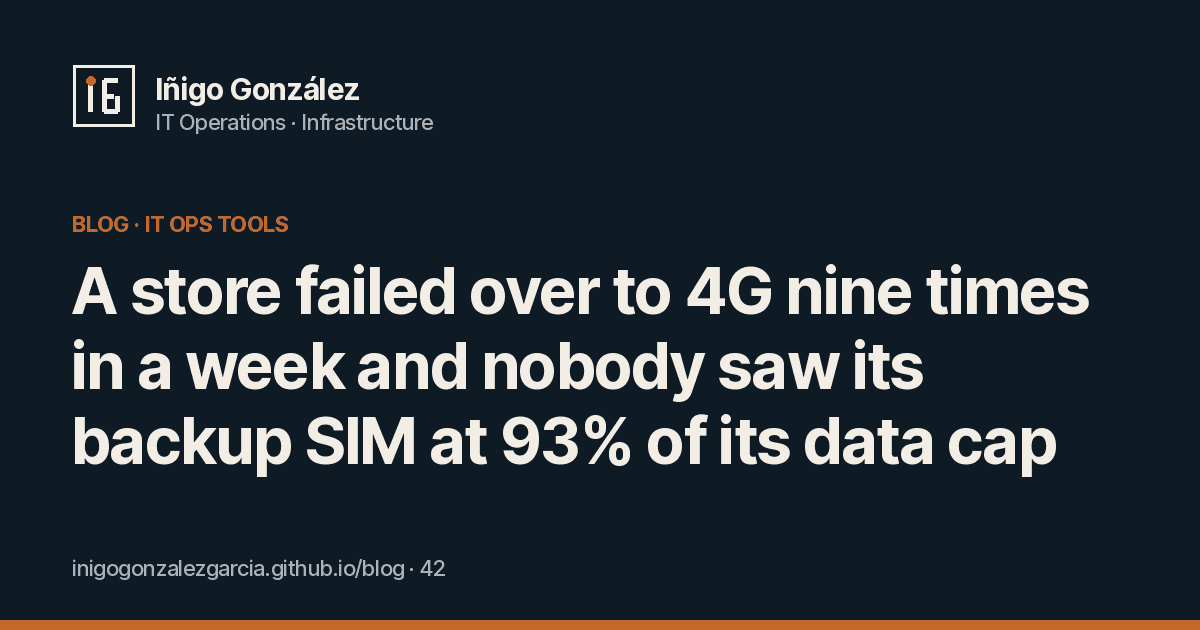 iG
Iñigo González
IT Operations · Infrastructure
BLOG · IT OPS TOOLS
A store failed over to 4G nine times
in a week and nobody saw its
backup SIM at 93% of its data cap
inigogonzalezgarcia.github.io/blog · 42